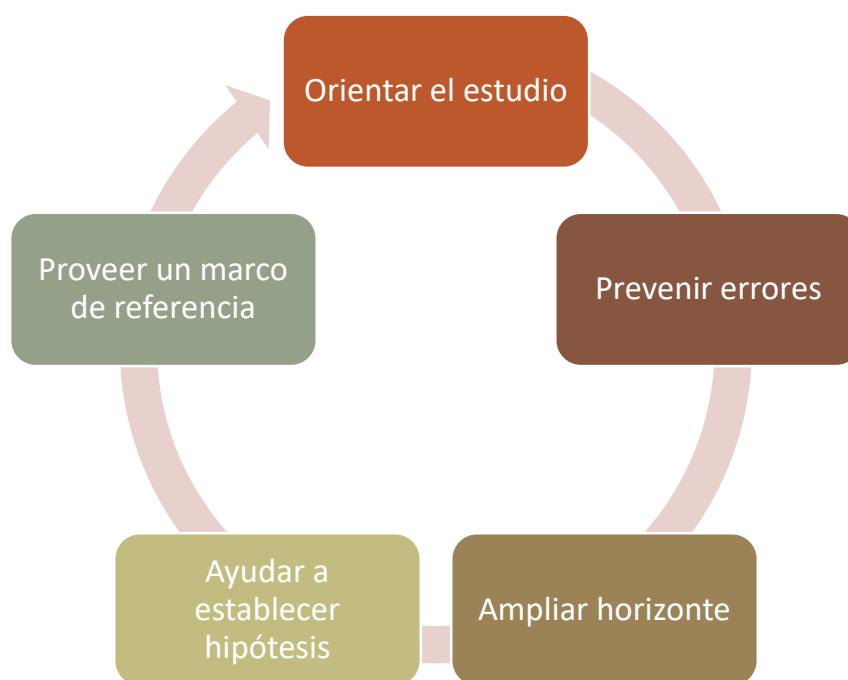 Orientar el estudio
Prevenir errores
Ampliar horizonte
Ayudar a
establecer
hipótesis
Proveer un marco
de referencia